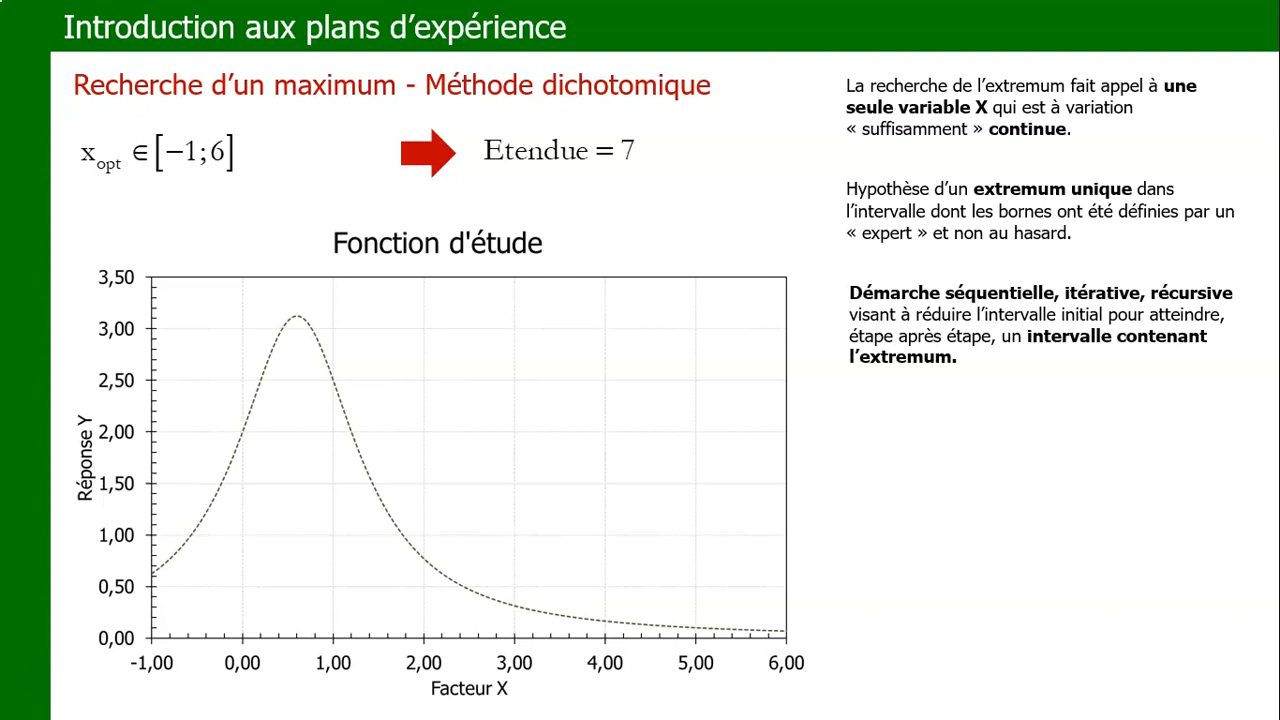 Introduction aux plans d’expérience
Recherche d’un maximum - Méthode dichotomique
x_opt ∈ [−1;6]
Etendue = 7
Fonction d'étude
3,50
3,00
2,50
2,00
1,50
1,00
0,50
0,00
Réponse Y
-1,00 0,00 1,00 2,00 3,00 4,00 5,00 6,00
Facteur X
La recherche de l’extremum fait appel à une
seule variable X qui est à variation
« suffisamment » continue.
Hypothèse d’un extremum unique dans
l’intervalle dont les bornes ont été définies par un
« expert » et non au hasard.
Démarche séquentielle, itérative, récursive
visant à réduire l’intervalle initial pour atteindre,
étape après étape, un intervalle contenant
l’extremum.